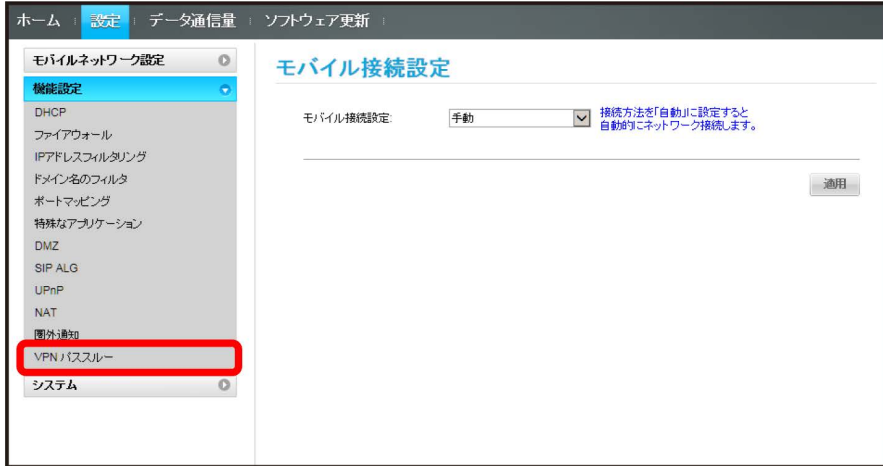 ホーム 設定 データ通信量 ソフトウェア更新
モバイルネットワーク設定
機能設定
DHCP
ファイアウォール
IPアドレスフィルタリング
ドメイン名のフィルタ
ポートマッピング
特殊なアプリケーション
DMZ
SIP ALG
UPnP
NAT
圏外通知
VPN パススルー
システム
モバイル接続設定
モバイル接続設定: 手動
接続方法を「自動」に設定すると
自動的にネットワーク接続します。
適用